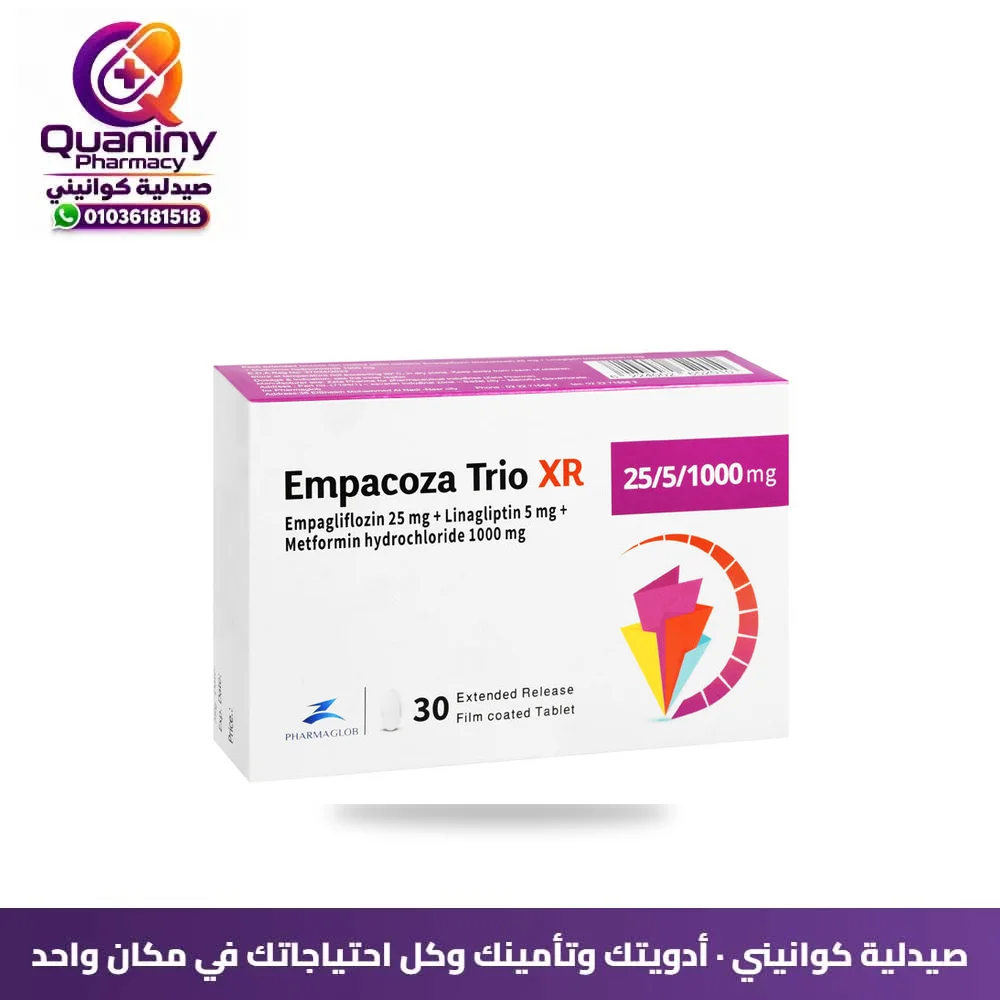 Quaniny
Pharmacy
صيدلية كوانيني
01036181518
Empacoza Trio XR
25/5/1000 mg
Empagliflozin 25 mg + Linagliptin 5 mg +
Metformin hydrochloride 1000 mg
PHARMAGLOB
30 Extended Release
Film coated Tablet
Exp. Date:
Price.:
صيدلية كوانيني · أدويتك وتأمينك وكل احتياجاتك في مكان واحد